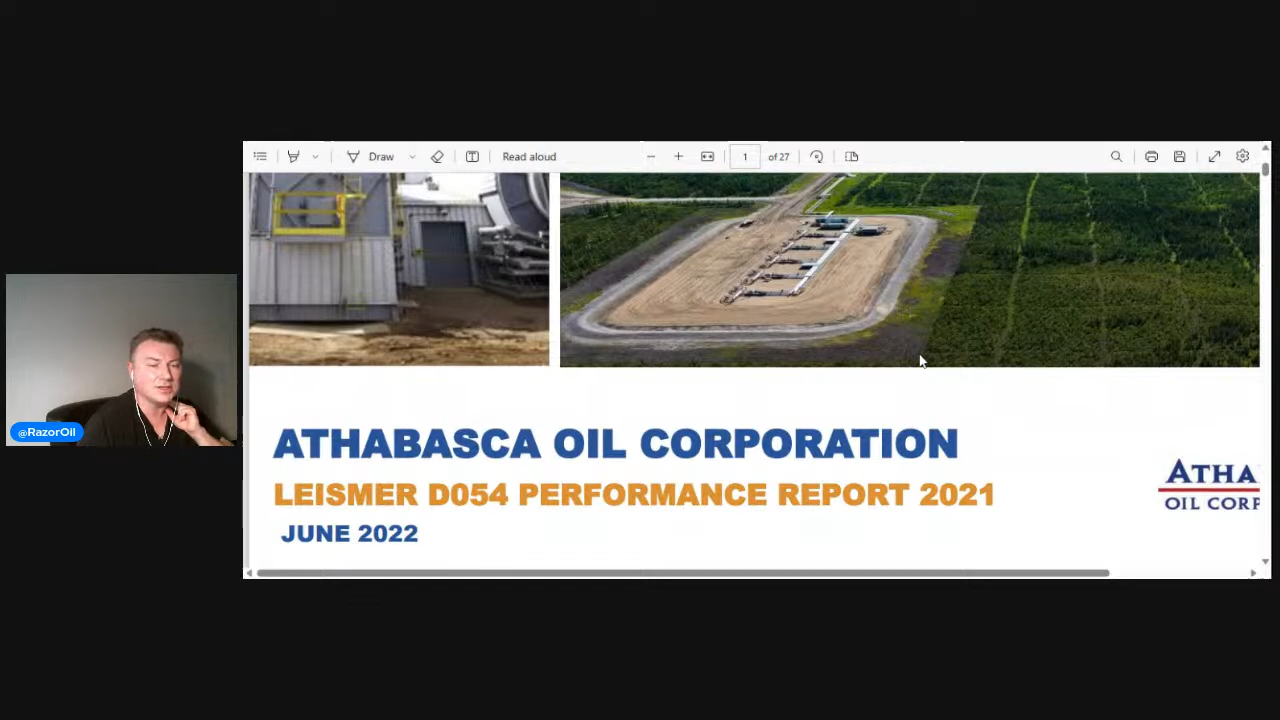 Draw
Read aloud
1 of 27
@RazorOil
ATHABASCA OIL CORPORATION
LEISMER D054 PERFORMANCE REPORT 2021
JUNE 2022
ATHA
OIL CORP